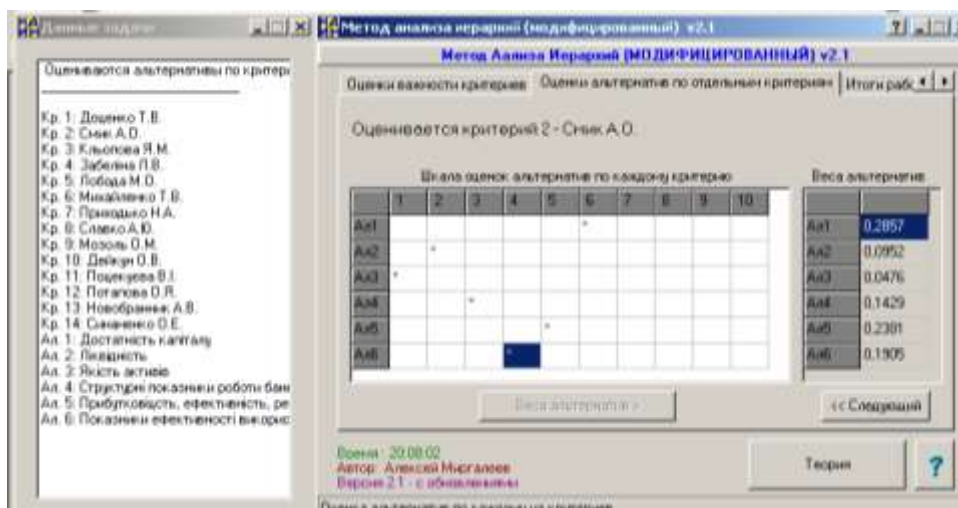 Данные задачи
Оцениваются альтернативы по критери
Кр. 1: Доценко Т.В.
Кр. 2: Сник А.О.
Кр. 3: Кльопова Я.М.
Кр. 4: Забеліна Л.В.
Кр. 5: Лобода М.О.
Кр. 6: Михайленко Т.В.
Кр. 7: Приходько Н.А.
Кр. 8: Славко А.Ю.
Кр. 9: Мозоль О.М.
Кр. 10: Дейкун О.В.
Кр. 11: Поцелуєва В.І.
Кр. 12: Потапова О.Я.
Кр. 13: Новобранник А.В.
Кр. 14: О.Е.
Ал. 1: Достатність капіталу
Ал. 2: Ліквідність
Ал. 3: Якість активів
Ал. 4: Структурні показники роботи бан
Ал. 5: Прибутковість, ефективність, ре
Ал. 6: Показники ефективності викорис
Метод анализа иерархий (модифицированный) v2.1
Метод Аализа Иерархий (МОДИФИЦИРОВАННЫЙ) v2.1
Оценки важности критериев Оценки альтернатив по отдельным критериям Итоги рабо
Оценивается критерий 2 - Сник А.О.
Шкала оценок альтернатив по каждому критерию Веса альтернатив
1 2 3 4 5 6 7 8 9 10
Ал1 * Ал1 0,2857
Ал2 * Ал2 0,0952
Ал3 * Ал3 0,0476
Ал4 * Ал4 0,1429
Ал5 * Ал5 0,2381
Ал6 * Ал6 0,1905
Веса альтернатив > << Следующий
Время : 20:08:02
Автор: Алексей Миргалеев
Версия 2.1 - с обновлениями
Теория ?